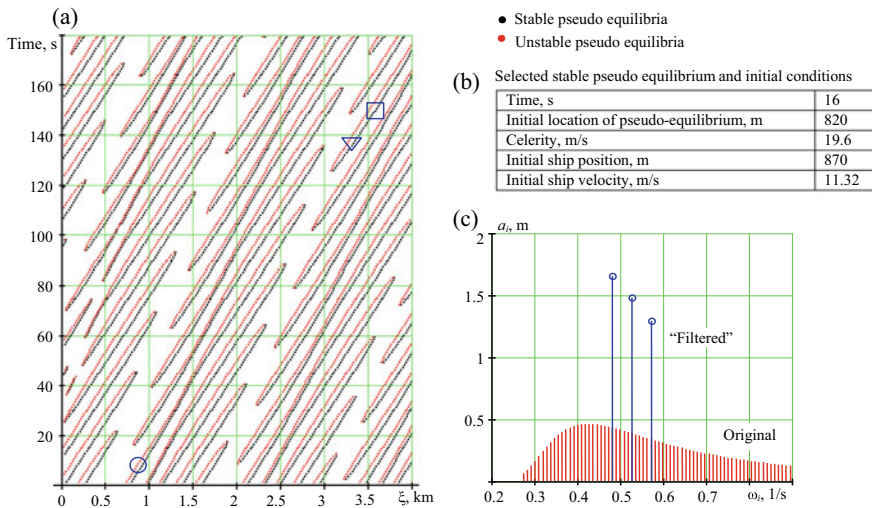 (a)
Time, s
180
160
140
120
100
80
60
40
20
0
0.5
1
1.5
2
2.5
3
3.5
ξ, km
Stable pseudo equilibria
Unstable pseudo equilibria
(b) Selected stable pseudo equilibrium and initial conditions
Time, s 16
Initial location of pseudo-equilibrium, m 820
Celerity, m/s 19.6
Initial ship position, m 870
Initial ship velocity, m/s 11.32
(c)
aᵢ, m
2
1.5
1
0.5
"Filtered"
Original
0.2
0.3
0.4
0.5
0.6
0.7
ωᵢ, 1/s